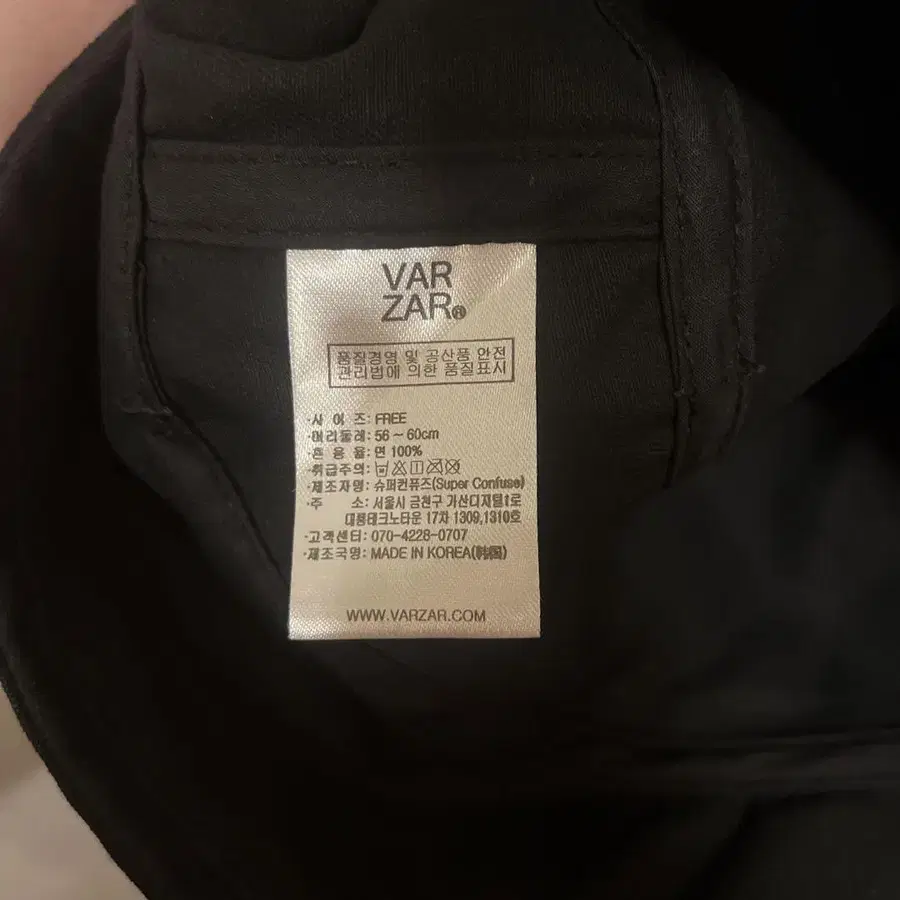 VAR
ZAR®
품질경영 및 공산품 안전
관리법에 의한 품질표시
·사 이 즈: FREE
·머리둘레: 56 ~ 60cm
·혼 용 율: 면 100%
·취급주의:
·제조자명: 슈퍼컨퓨즈(Super Confuse)
·주 소: 서울시 금천구 가산디지털1로
대륭테크노타운 17차 1309,1310호
·고객센터: 070-4228-0707
·제조국명: MADE IN KOREA(韩国)
WWW.VARZAR.COM